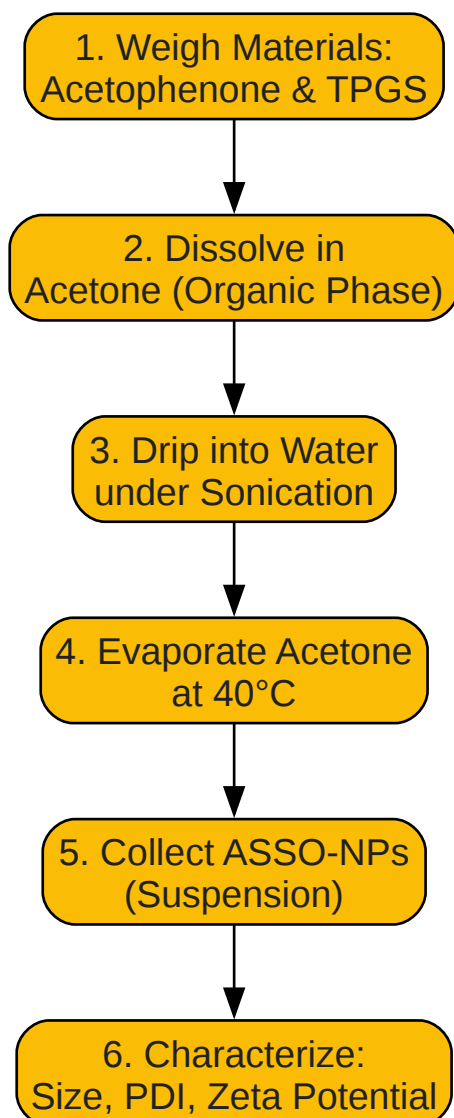 1. Weigh Materials:
Acetophenone & TPGS
2. Dissolve in
Acetone (Organic Phase)
3. Drip into Water
under Sonication
4. Evaporate Acetone
at 40°C
5. Collect ASSO-NPs
(Suspension)
6. Characterize:
Size, PDI, Zeta Potential